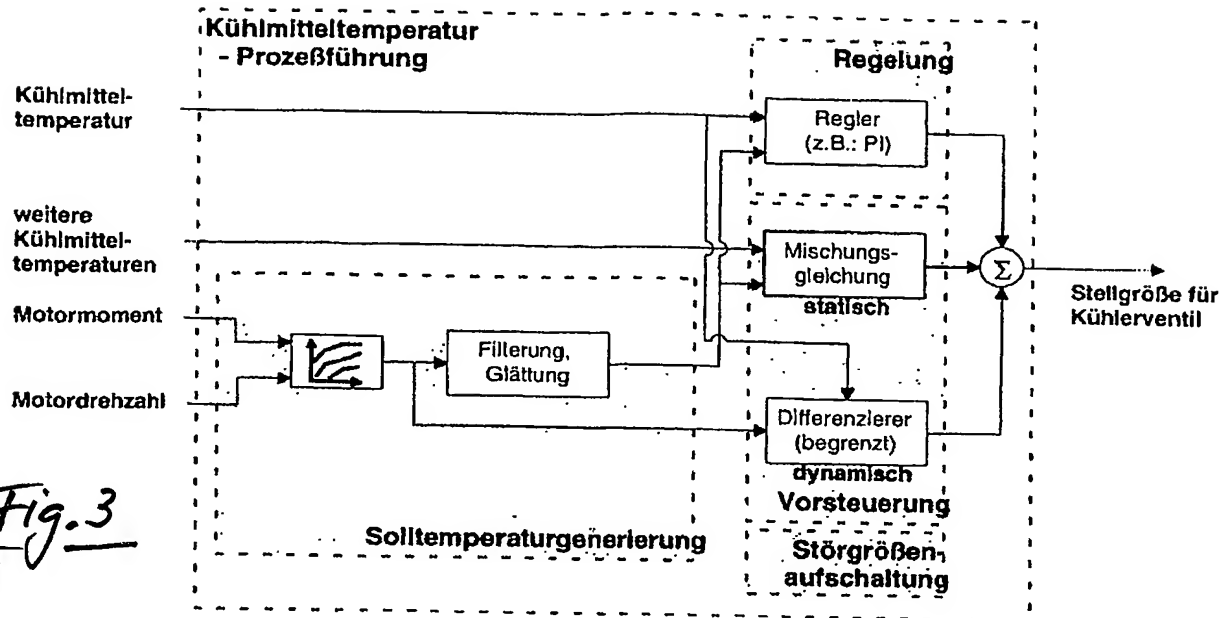 Kühlmitteltemperatur
- Prozeßführung
Regelung
Kühlmittel-
temperatur
Regler
(z.B.: PI)
weitere
Kühlmittel-
temperaturen
Mischungs-
gleichung
statisch
Σ
Stellgröße für
Kühlerventil
Motormoment
Filterung,
Glättung
Motordrehzahl
Differenzierer
(begrenzt)
dynamisch
Vorsteuerung
Fig. 3
Solltemperaturgenerierung
Störgrößen-
aufschaltung